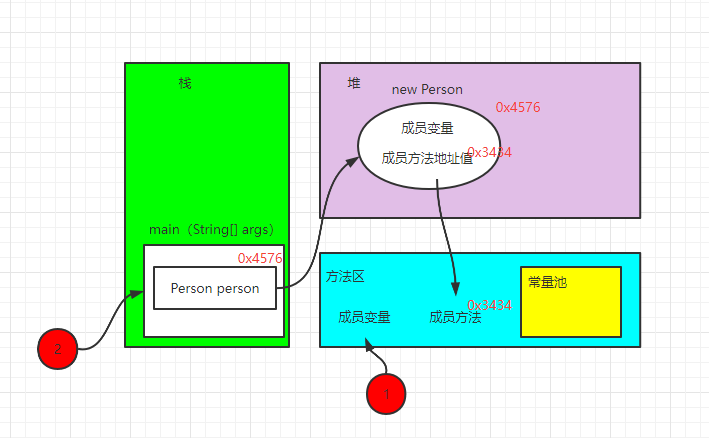 栈
堆
new Person
0x4576
成员变量
成员方法地址值
0x3434
main（String[] args）
0x4576
Person person
方法区
常量池
0x3434
成员变量
成员方法
2
1